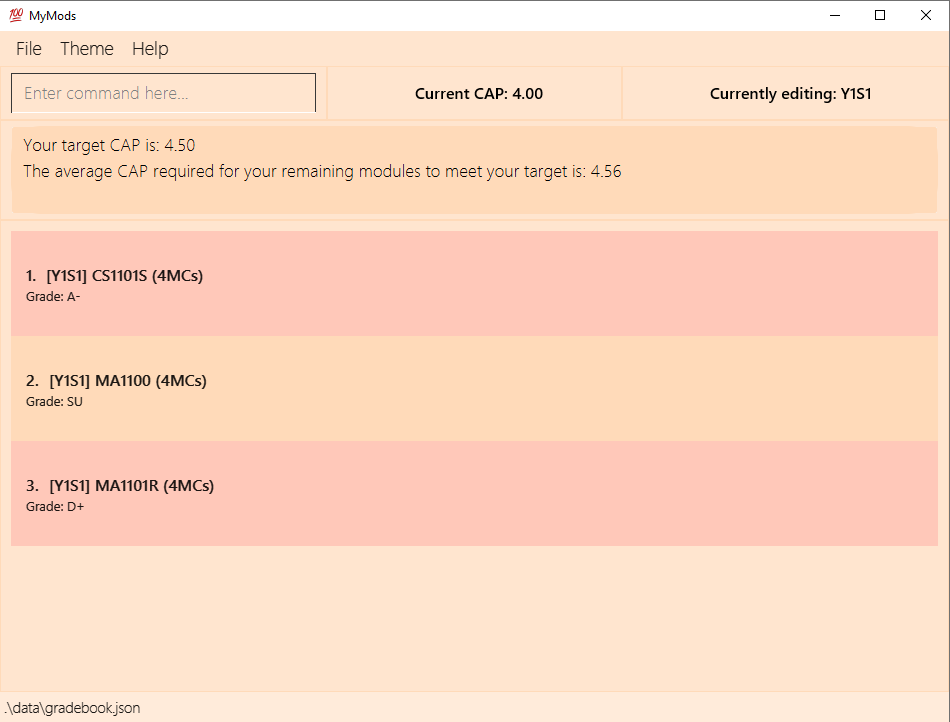 💯 MyMods
File Theme Help
Enter command here...
Current CAP: 4.00
Currently editing: Y1S1
Your target CAP is: 4.50
The average CAP required for your remaining modules to meet your target is: 4.56
1. [Y1S1] CS1101S (4MCs)
Grade: A-
2. [Y1S1] MA1100 (4MCs)
Grade: SU
3. [Y1S1] MA1101R (4MCs)
Grade: D+
.\data\gradebook.json